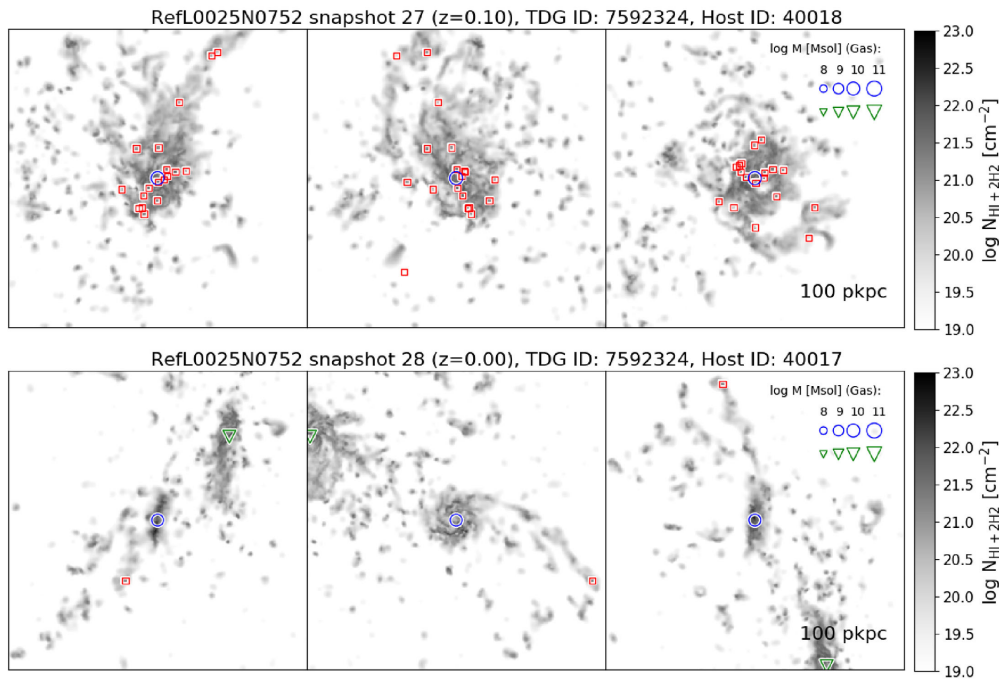 RefL0025N0752 snapshot 27 (z=0.10), TDG ID: 7592324, Host ID: 40018
log M [Msol] (Gas):
8 9 10 11
100 pkpc
23.0
22.5
22.0
21.5
21.0
20.5
20.0
19.5
19.0
log N_HI+2H2 [cm^-2]
RefL0025N0752 snapshot 28 (z=0.00), TDG ID: 7592324, Host ID: 40017
log M [Msol] (Gas):
8 9 10 11
100 pkpc
23.0
22.5
22.0
21.5
21.0
20.5
20.0
19.5
19.0
log N_HI+2H2 [cm^-2]